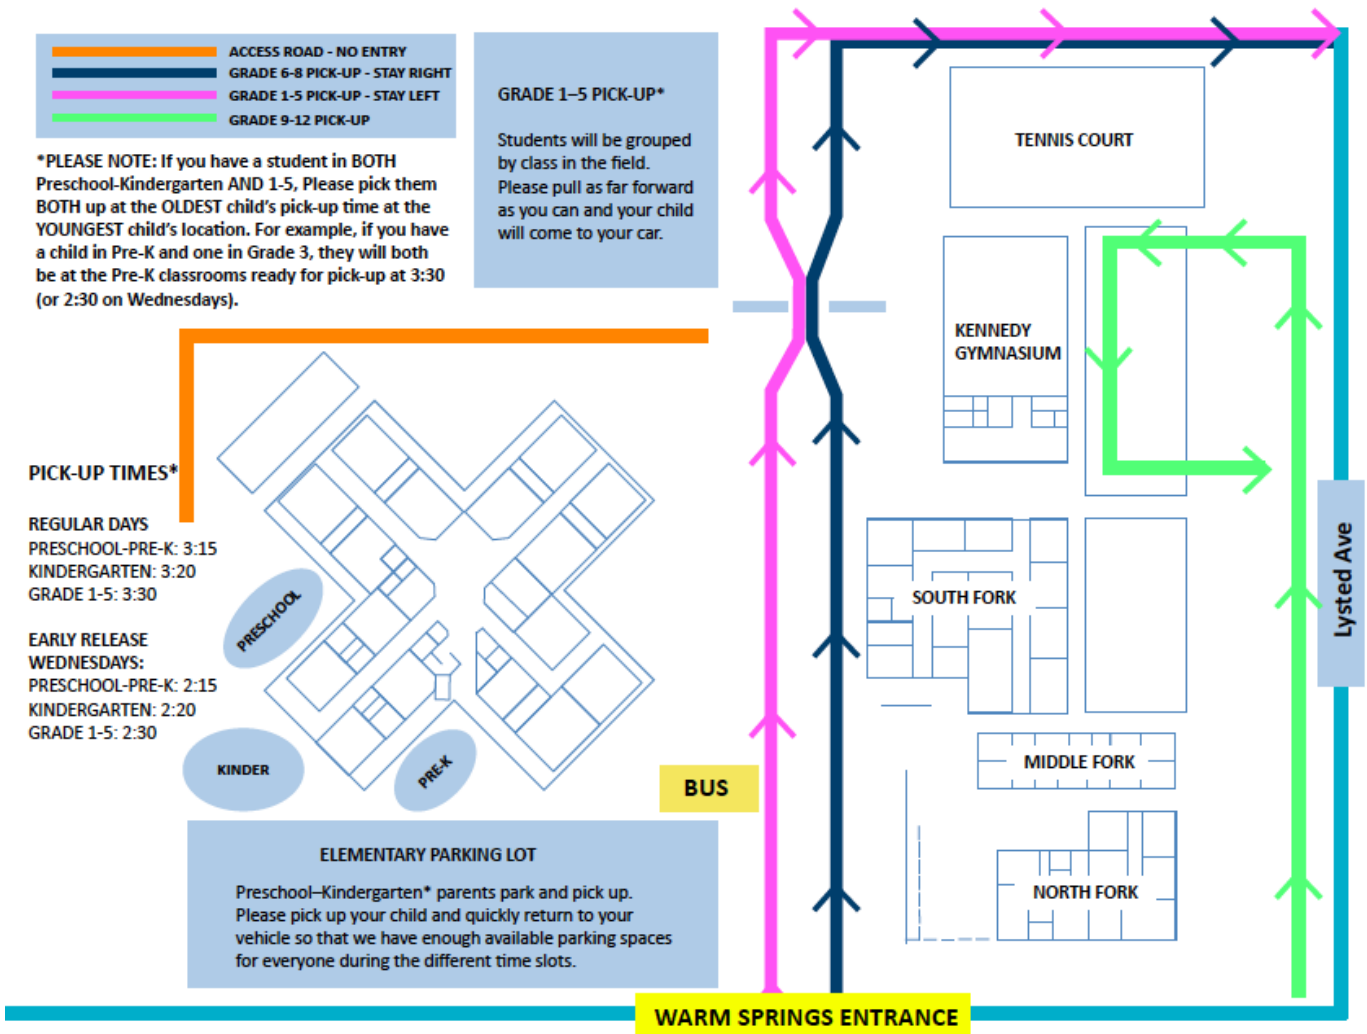 ACCESS ROAD - NO ENTRY
GRADE 6-8 PICK-UP - STAY RIGHT
GRADE 1-5 PICK-UP - STAY LEFT
GRADE 9-12 PICK-UP
*PLEASE NOTE: If you have a student in BOTH
Preschool-Kindergarten AND 1-5, Please pick them
BOTH up at the OLDEST child's pick-up time at the
YOUNGEST child's location. For example, if you have
a child in Pre-K and one in Grade 3, they will both
be at the Pre-K classrooms ready for pick-up at 3:30
(or 2:30 on Wednesdays).
GRADE 1–5 PICK-UP*
Students will be grouped
by class in the field.
Please pull as far forward
as you can and your child
will come to your car.
TENNIS COURT
KENNEDY
GYMNASIUM
PICK-UP TIMES*
REGULAR DAYS
PRESCHOOL-PRE-K: 3:15
KINDERGARTEN: 3:20
GRADE 1-5: 3:30
EARLY RELEASE
WEDNESDAYS:
PRESCHOOL-PRE-K: 2:15
KINDERGARTEN: 2:20
GRADE 1-5: 2:30
PRESCHOOL
KINDER
PRE-K
SOUTH FORK
Lysted Ave
MIDDLE FORK
BUS
NORTH FORK
ELEMENTARY PARKING LOT
Preschool–Kindergarten* parents park and pick up.
Please pick up your child and quickly return to your
vehicle so that we have enough available parking spaces
for everyone during the different time slots.
WARM SPRINGS ENTRANCE